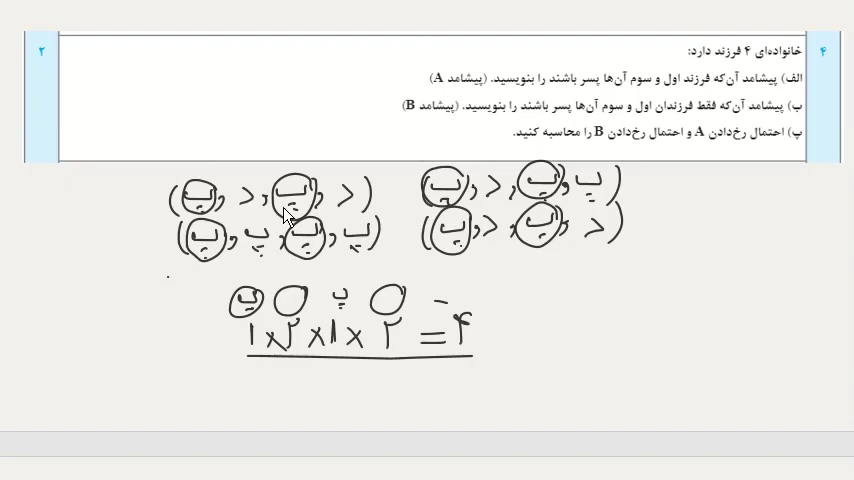 ۴ خانواده‌ای ۴ فرزند دارد: ۲
الف) پیشامد آن‌که فرزند اول و سوم آن‌ها پسر باشند را بنویسید. (پیشامد A)
ب) پیشامد آن‌که فقط فرزندان اول و سوم آن‌ها پسر باشند را بنویسید. (پیشامد B)
پ) احتمال رخ‌دادن A و احتمال رخ‌دادن B را محاسبه کنید.
(پ, د, پ, د) (پ, د, پ, پ)
(پ, پ, پ, پ) (پ, د, پ, د)
پ پ –
۱ × ۲ × ۱ × ۲ = ۴